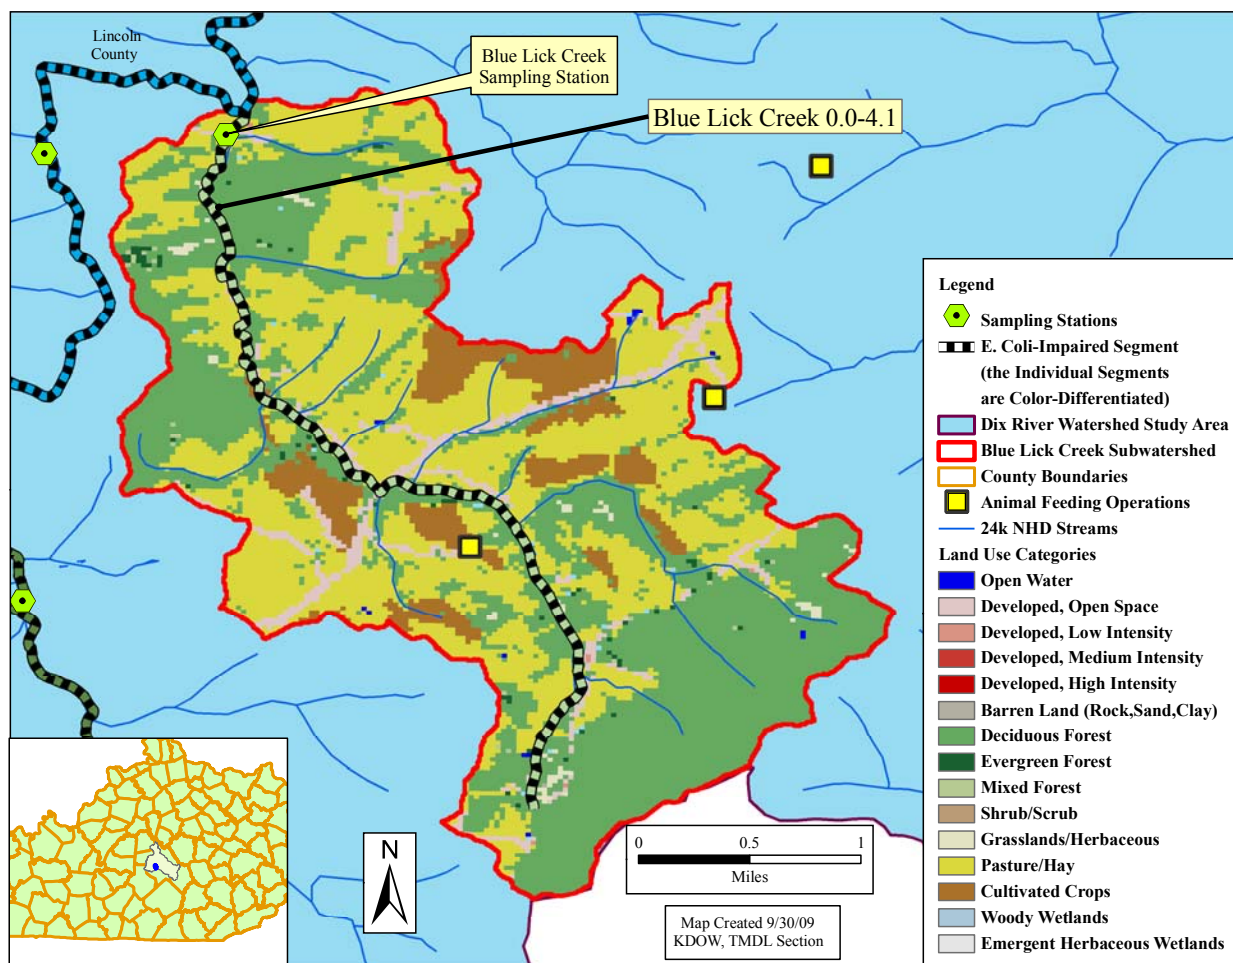 Lincoln
County
Blue Lick Creek
Sampling Station
Blue Lick Creek 0.0-4.1
Legend
Sampling Stations
E. Coli-Impaired Segment
(the Individual Segments
are Color-Differentiated)
Dix River Watershed Study Area
Blue Lick Creek Subwatershed
County Boundaries
Animal Feeding Operations
24k NHD Streams
Land Use Categories
Open Water
Developed, Open Space
Developed, Low Intensity
Developed, Medium Intensity
Developed, High Intensity
Barren Land (Rock,Sand,Clay)
Deciduous Forest
Evergreen Forest
Mixed Forest
Shrub/Scrub
Grasslands/Herbaceous
Pasture/Hay
Cultivated Crops
Woody Wetlands
Emergent Herbaceous Wetlands
N
0 0.5 1
Miles
Map Created 9/30/09
KDOW, TMDL Section